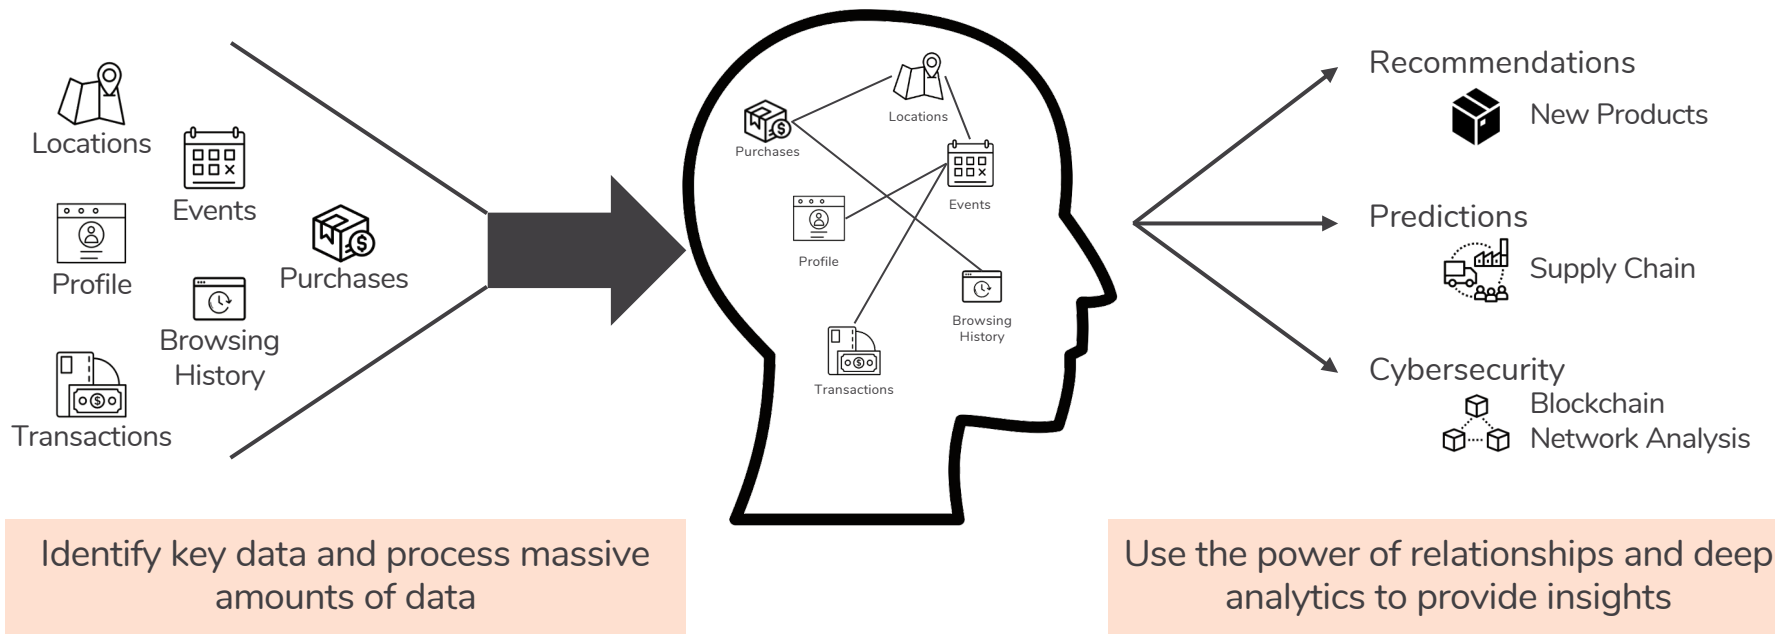 Locations
Events
Profile
Purchases
Browsing
History
Transactions
Identify key data and process massive
amounts of data
Locations
Purchases
Events
Profile
Browsing
History
Transactions
Recommendations
New Products
Predictions
Supply Chain
Cybersecurity
Blockchain
Network Analysis
Use the power of relationships and deep
analytics to provide insights